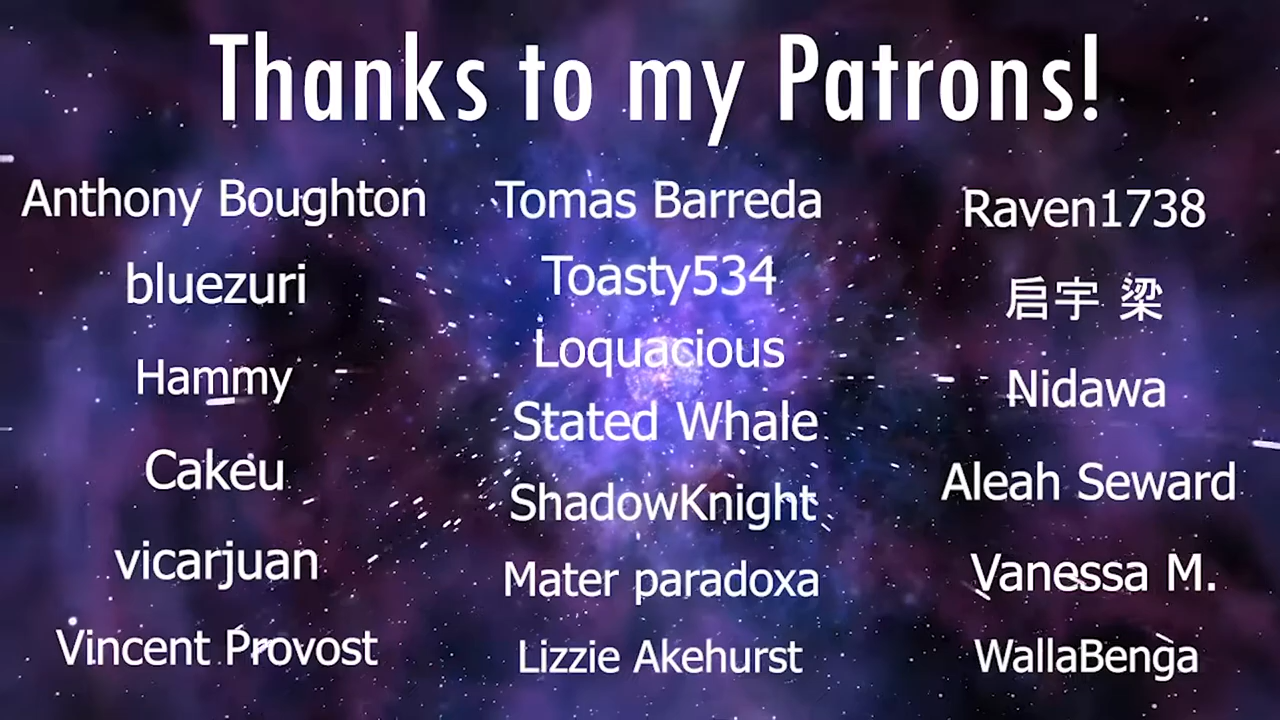 Thanks to my Patrons!
Anthony Boughton
bluezuri
Hammy
Cakeu
vicarjuan
Vincent Provost
Tomas Barreda
Toasty534
Loquacious
Stated Whale
ShadowKnight
Mater paradoxa
Lizzie Akehurst
Raven1738
启宇 梁
Nidawa
Aleah Seward
Vanessa M.
WallaBenga